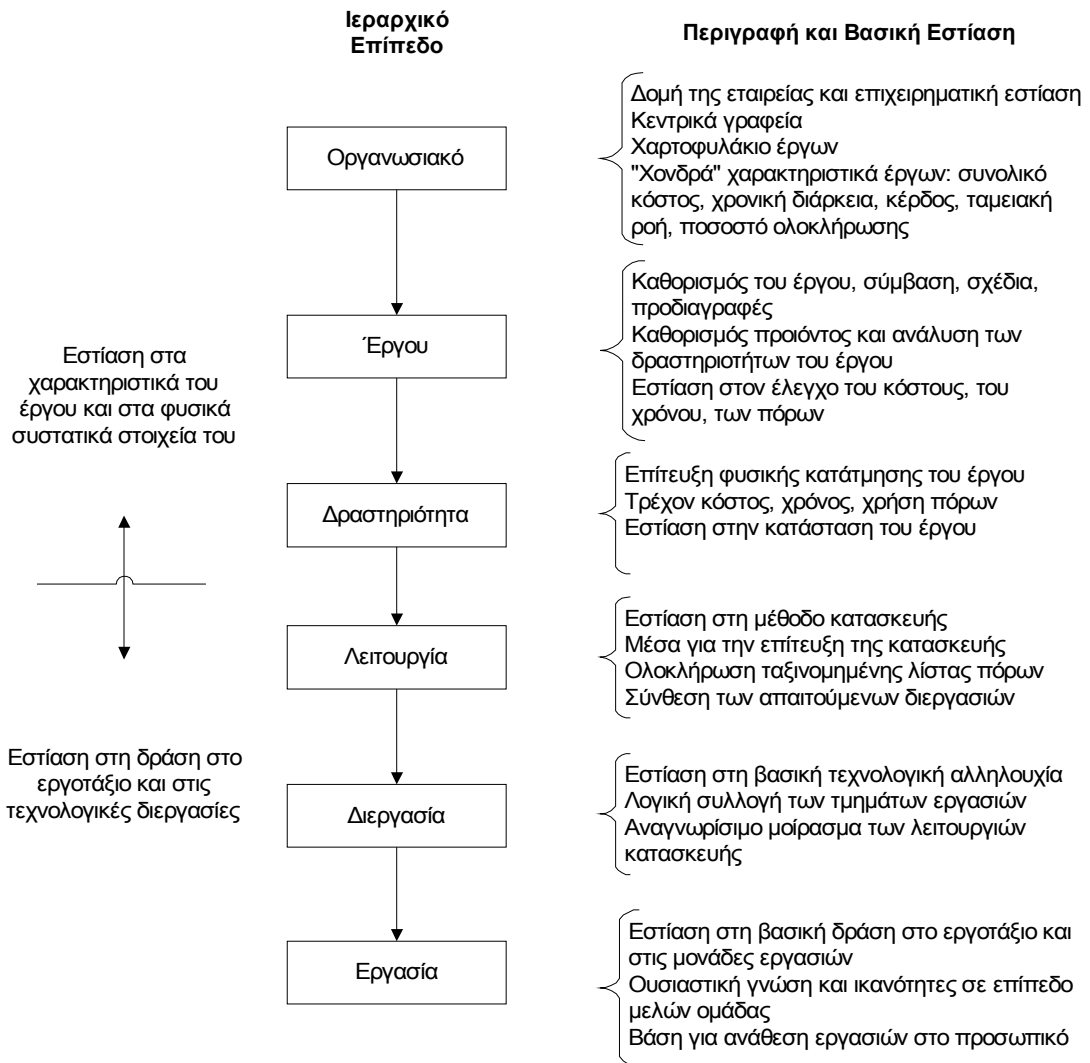 Ιεραρχικό
Επίπεδο
Περιγραφή και Βασική Εστίαση
Οργανωσιακό
Δομή της εταιρείας και επιχειρηματική εστίαση
Κεντρικά γραφεία
Χαρτοφυλάκιο έργων
"Χονδρά" χαρακτηριστικά έργων: συνολικό
κόστος, χρονική διάρκεια, κέρδος, ταμειακή
ροή, ποσοστό ολοκλήρωσης
Έργου
Καθορισμός του έργου, σύμβαση, σχέδια,
προδιαγραφές
Καθορισμός προιόντος και ανάλυση των
δραστηριοτήτων του έργου
Εστίαση στον έλεγχο του κόστους, του
χρόνου, των πόρων
Εστίαση στα
χαρακτηριστικά του
έργου και στα φυσικά
συστατικά στοιχεία του
Δραστηριότητα
Επίτευξη φυσικής κατάτμησης του έργου
Τρέχον κόστος, χρόνος, χρήση πόρων
Εστίαση στην κατάσταση του έργου
Λειτουργία
Εστίαση στη μέθοδο κατασκευής
Μέσα για την επίτευξη της κατασκευής
Ολοκλήρωση ταξινομημένης λίστας πόρων
Σύνθεση των απαιτούμενων διεργασιών
Εστίαση στη δράση στο
εργοτάξιο και στις
τεχνολογικές διεργασίες
Διεργασία
Εστίαση στη βασική τεχνολογική αλληλουχία
Λογική συλλογή των τμημάτων εργασιών
Αναγνωρίσιμο μοίρασμα των λειτουργιών
κατασκευής
Εργασία
Εστίαση στη βασική δράση στο εργοτάξιο και
στις μονάδες εργασιών
Ουσιαστική γνώση και ικανότητες σε επίπεδο
μελών ομάδας
Βάση για ανάθεση εργασιών στο προσωπικό